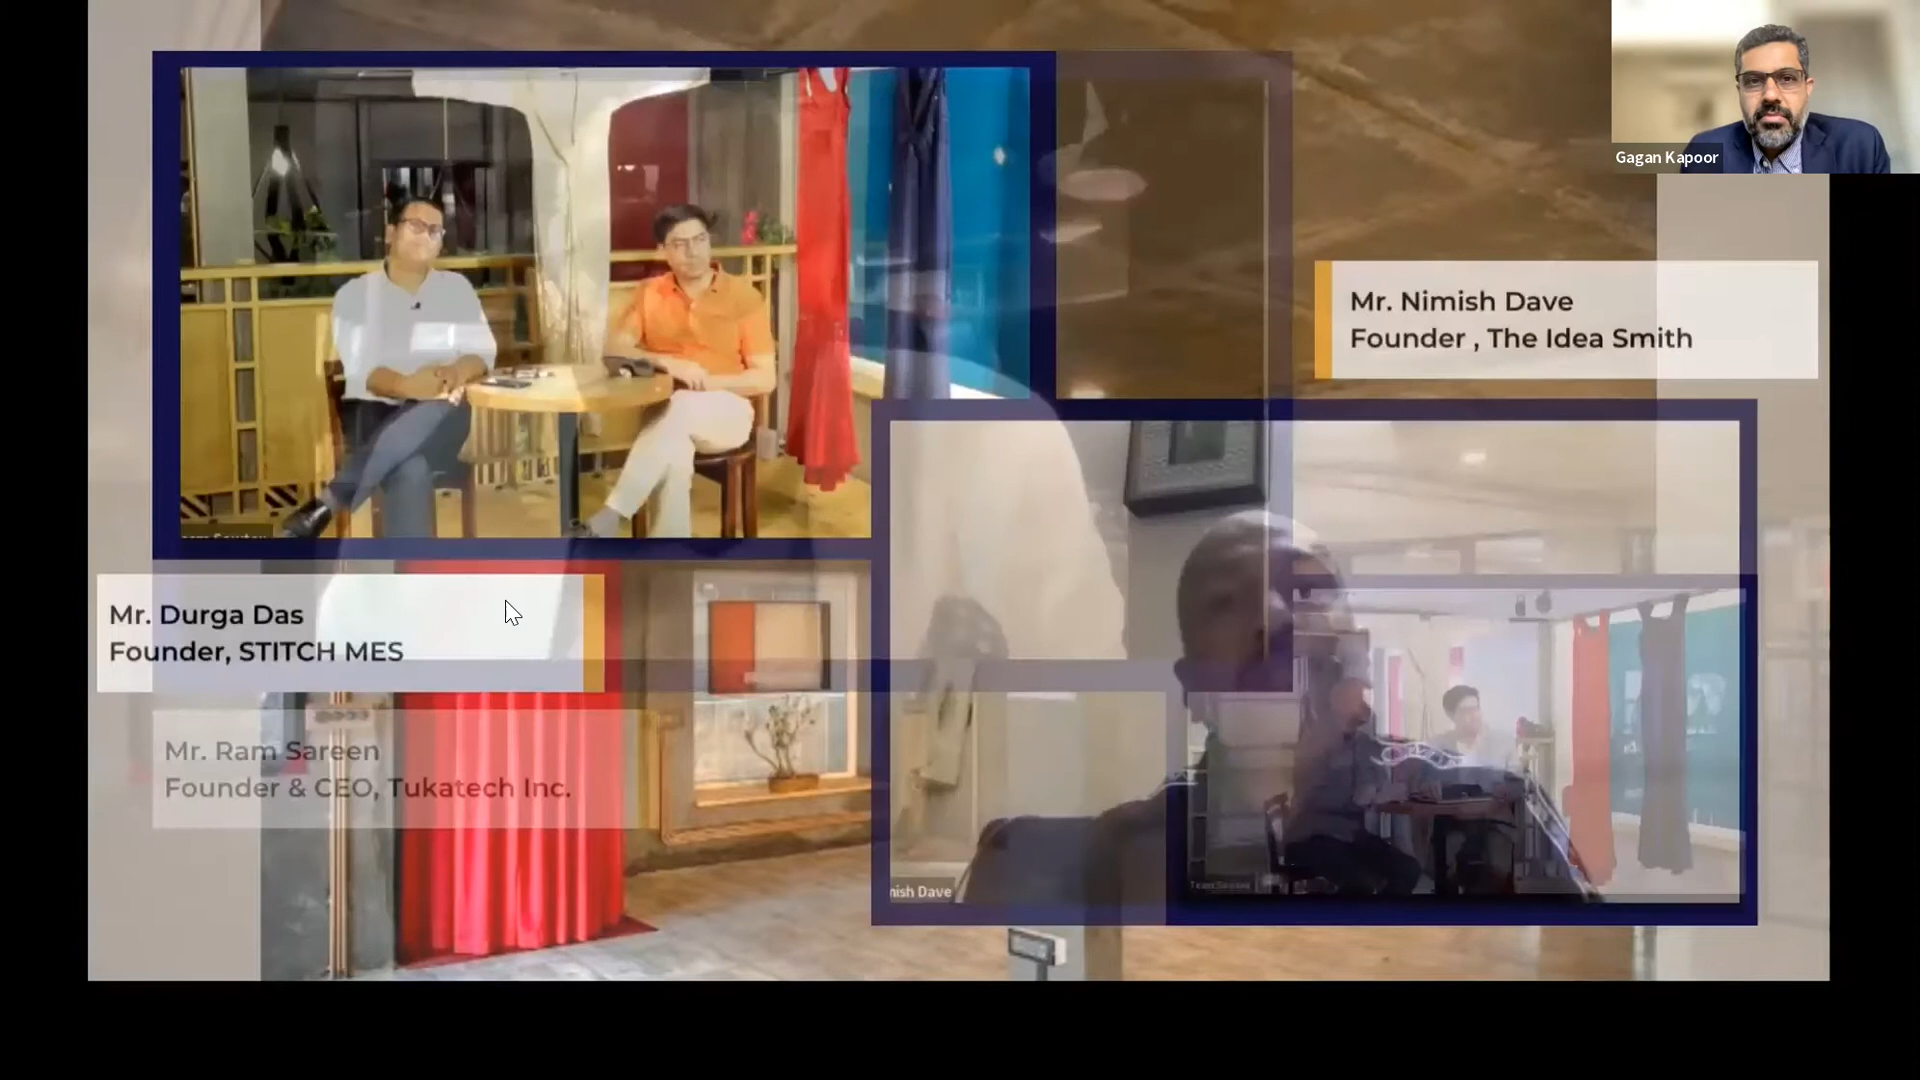 Gagan Kapoor
Mr. Nimish Dave
Founder , The Idea Smith
Mr. Durga Das
Founder, STITCH MES
Mr. Ram Sareen
Founder & CEO, Tukatech Inc.
nish Dave